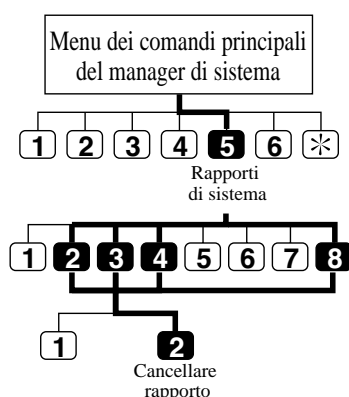 Menu dei comandi principali
del manager di sistema
1 2 3 4 5 6 *
Rapporti
di sistema
1 2 3 4 5 6 7 8
1 2
Cancellare
rapporto